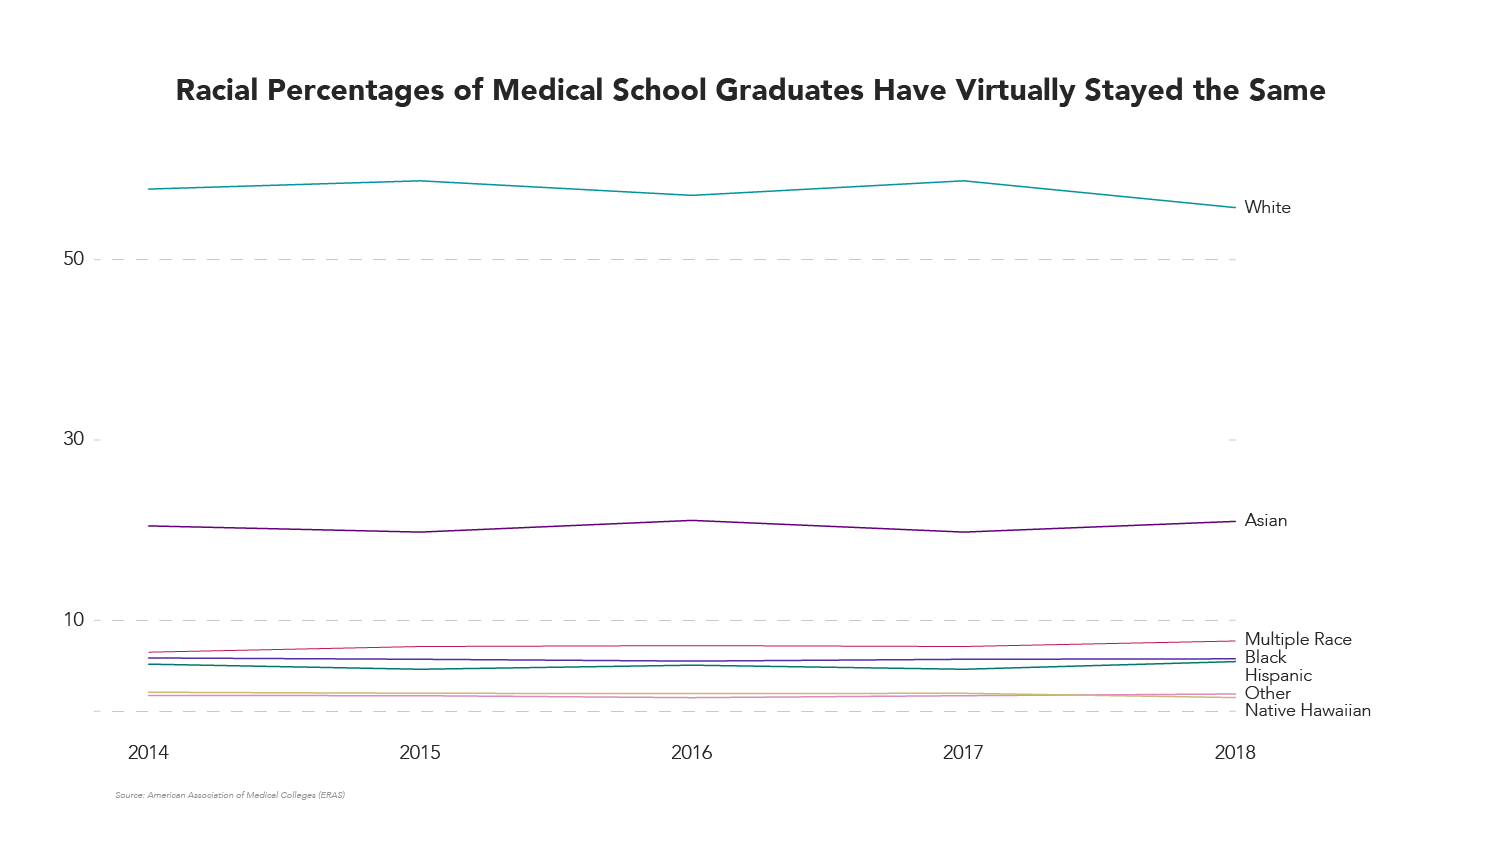 Racial Percentages of Medical School Graduates Have Virtually Stayed the Same
White
50
30
Asian
10
Multiple Race
Black
Hispanic
Other
Native Hawaiian
2014 2015 2016 2017 2018
Source: American Association of Medical Colleges (ERAS)